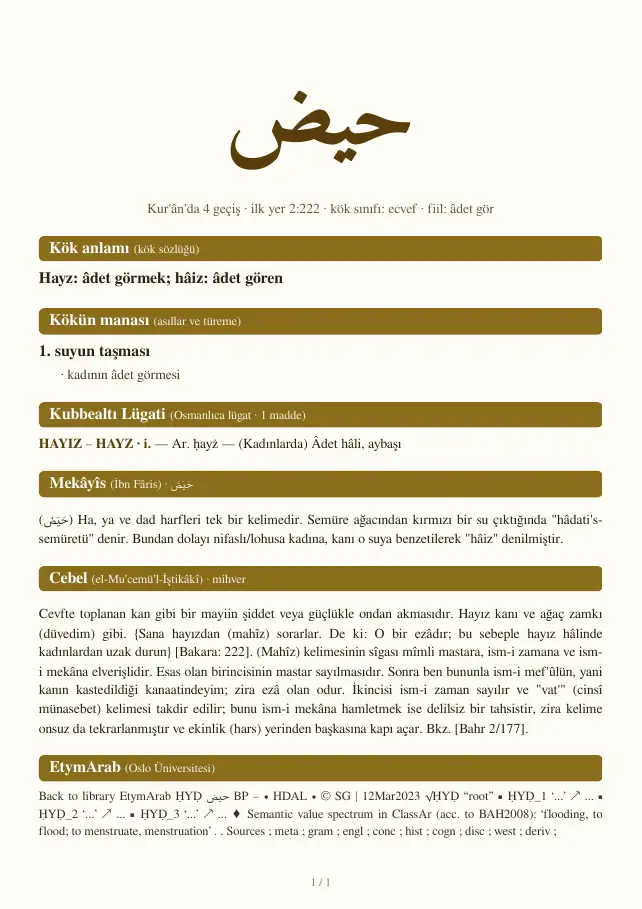 حيض
Kur'ân'da 4 geçiş · ilk yer 2:222 · kök sınıfı: ecvef · fiil: âdet gör
Kök anlamı (kök sözlüğü)
Hayz: âdet görmek; hâiz: âdet gören
Kökün manası (asıllar ve türeme)
1. suyun taşması
· kadının âdet görmesi
Kubbealtı Lügati (Osmanlıca lügat · 1 madde)
HAYIZ – HAYZ · i. — Ar. ḥayż — (Kadınlarda) Âdet hâli, aybaşı
Mekâyîs (İbn Fâris) · حَيَضَ
(حَيَضَ) Ha, ya ve dad harfleri tek bir kelimedir. Semüre ağacından kırmızı bir su çıktığında "hâdati's-
semüretü" denir. Bundan dolayı nifaslı/lohusa kadına, kanı o suya benzetilerek "hâiz" denilmiştir.
Cebel (el-Mu'cemü'l-İştikâkî) · mihver
Cevfte toplanan kan gibi bir mayiin şiddet veya güçlükle ondan akmasıdır. Hayız kanı ve ağaç zamkı
(düvedim) gibi. {Sana hayızdan (mahîz) sorarlar. De ki: O bir ezâdır; bu sebeple hayız hâlinde
kadınlardan uzak durun} [Bakara: 222]. (Mahîz) kelimesinin sîgası mîmli mastara, ism-i zamana ve ism-
i mekâna elverişlidir. Esas olan birincisinin mastar sayılmasıdır. Sonra ben bununla ism-i mef'ûlün, yani
kanın kastedildiği kanaatindeyim; zira ezâ olan odur. İkincisi ism-i zaman sayılır ve "vat'" (cinsî
münasebet) kelimesi takdir edilir; bunu ism-i mekâna hamletmek ise delilsiz bir tahsistir, zira kelime
onsuz da tekrarlanmıştır ve ekinlik (hars) yerinden başkasına kapı açar. Bkz. [Bahr 2/177].
EtymArab (Oslo Üniversitesi)
Back to library EtymArab ḤYḌ حيض BP – • HDAL • © SG | 12Mar2023 √ḤYḌ “root” ▪ ḤYḌ_1 ‘...’ ↗ ... ▪
ḤYḌ_2 ‘...’ ↗ ... ▪ ḤYḌ_3 ‘...’ ↗ ... ♦ Semantic value spectrum in ClassAr (acc. to BAH2008): ‘flooding, to
flood; to menstruate, menstruation’ . . Sources ; meta ; gram ; engl ; conc ; hist ; cogn ; disc ; west ; deriv ;
1 / 1